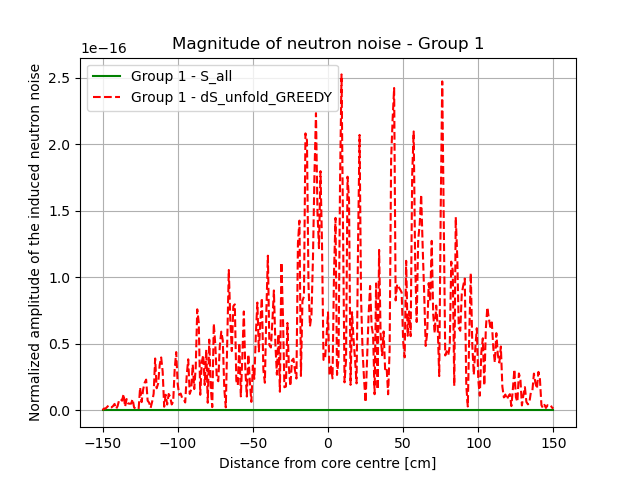 Magnitude of neutron noise - Group 1
1e−16
Group 1 - S_all
Group 1 - dS_unfold_GREEDY
Normalized amplitude of the induced neutron noise
2.5
2.0
1.5
1.0
0.5
0.0
−150 −100 −50 0 50 100 150
Distance from core centre [cm]